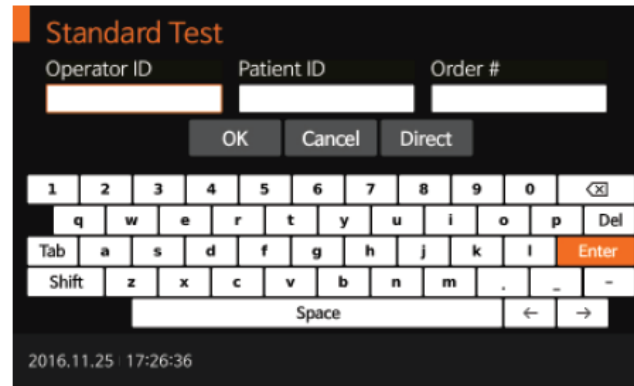 Standard Test
Operator ID Patient ID Order #
OK Cancel Direct
1 2 3 4 5 6 7 8 9 0 ⌫
q w e r t y u i o p Del
Tab a s d f g h j k l Enter
Shift z x c v b n m . _ -
Space ← →
2016.11.25 17:26:36